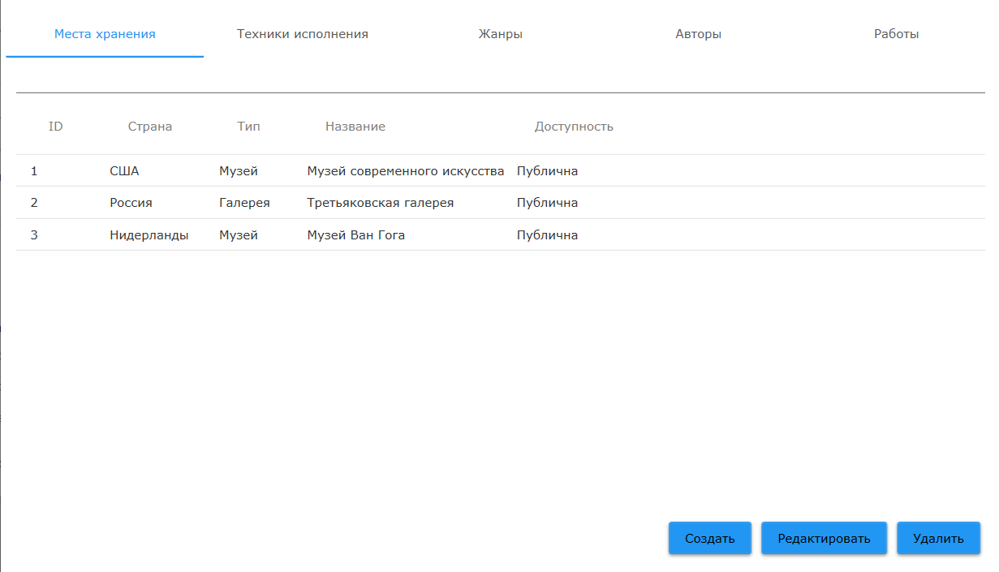 Места хранения Техники исполнения Жанры Авторы Работы
ID Страна Тип Название Доступность
1 США Музей Музей современного искусства Публична
2 Россия Галерея Третьяковская галерея Публична
3 Нидерланды Музей Музей Ван Гога Публична
Создать Редактировать Удалить